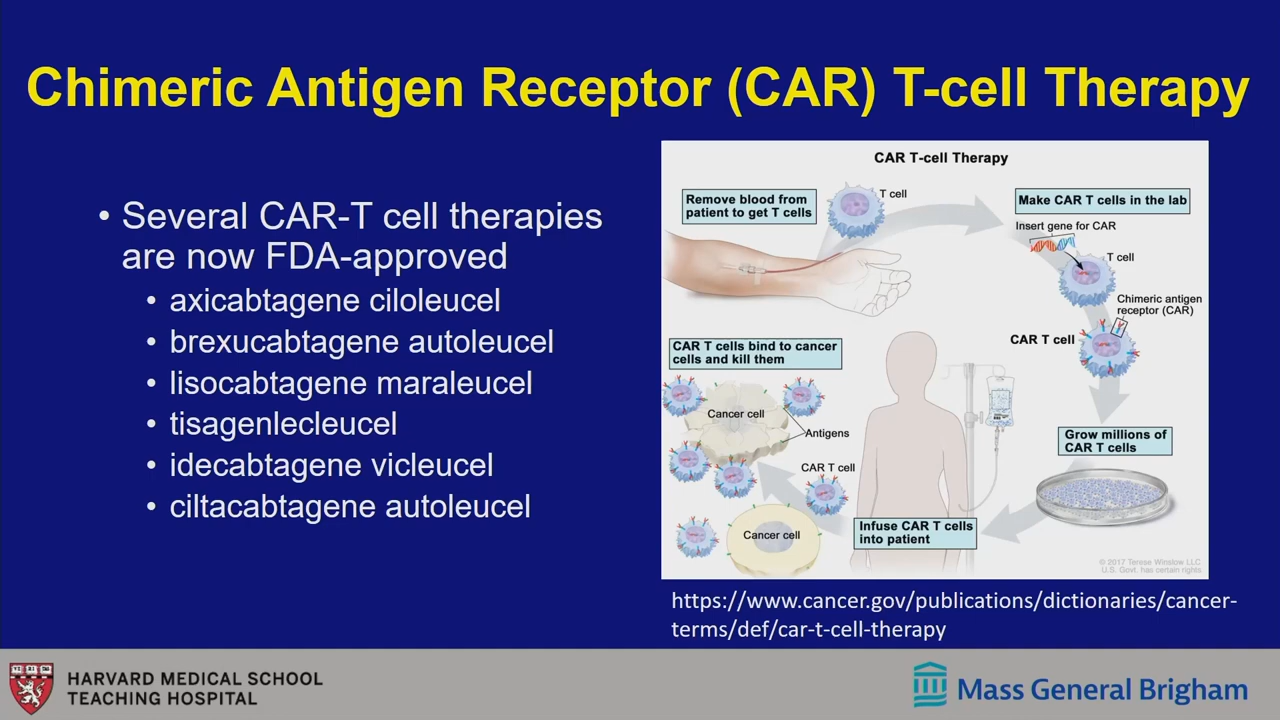 Chimeric Antigen Receptor (CAR) T-cell Therapy
• Several CAR-T cell therapies
are now FDA-approved
• axicabtagene ciloleucel
• brexucabtagene autoleucel
• lisocabtagene maraleucel
• tisagenlecleucel
• idecabtagene vicleucel
• ciltacabtagene autoleucel
CAR T-cell Therapy
Remove blood from
patient to get T cells
T cell
Make CAR T cells in the lab
Insert gene for CAR
T cell
Chimeric antigen
receptor (CAR)
CAR T cell
Grow millions of
CAR T cells
Infuse CAR T cells
into patient
CAR T cells bind to cancer
cells and kill them
Cancer cell
Antigens
CAR T cell
Cancer cell
© 2017 Terese Winslow LLC
U.S. Govt. has certain rights
https://www.cancer.gov/publications/dictionaries/cancer-
terms/def/car-t-cell-therapy
HARVARD MEDICAL SCHOOL
TEACHING HOSPITAL
Mass General Brigham